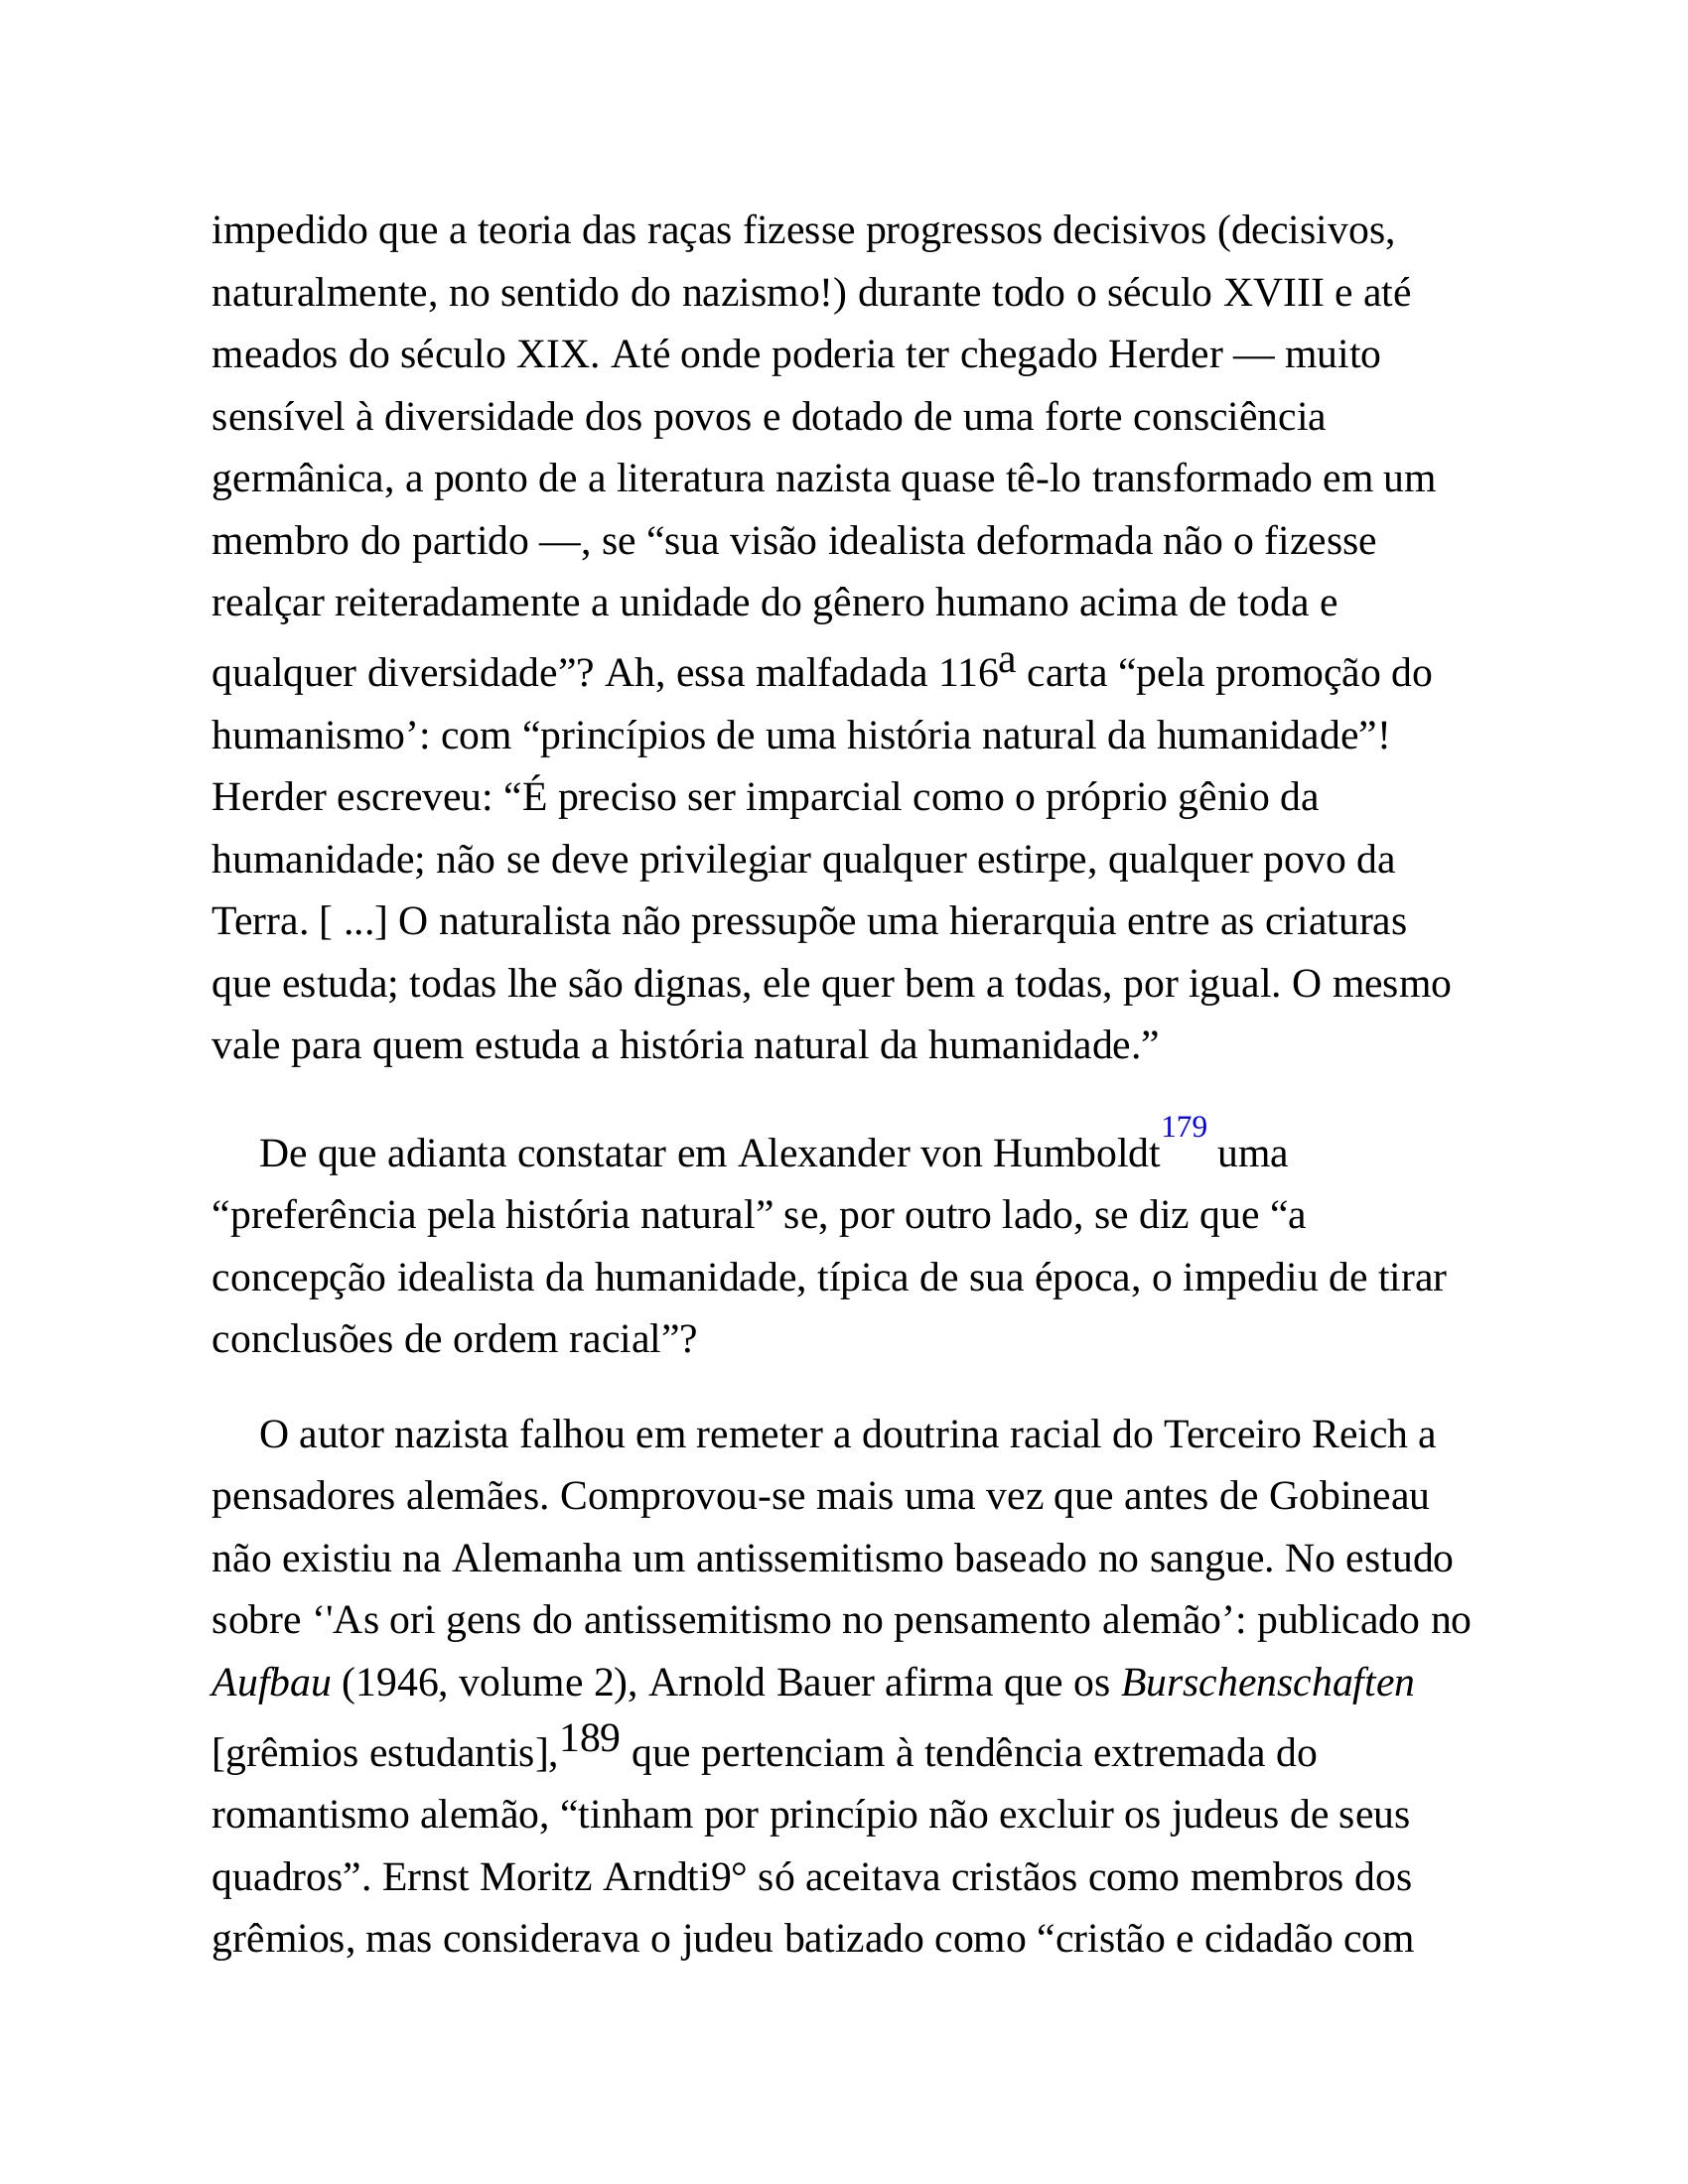 impedido que a teoria das raças fizesse progressos decisivos (decisivos,
naturalmente, no sentido do nazismo!) durante todo o século XVIII e até
meados do século XIX. Até onde poderia ter chegado Herder — muito
sensível à diversidade dos povos e dotado de uma forte consciência
germânica, a ponto de a literatura nazista quase tê-lo transformado em um
membro do partido —, se “sua visão idealista deformada não o fizesse
realçar reiteradamente a unidade do gênero humano acima de toda e
qualquer diversidade”? Ah, essa malfadada 116a carta “pela promoção do
humanismo’: com “princípios de uma história natural da humanidade”!
Herder escreveu: “É preciso ser imparcial como o próprio gênio da
humanidade; não se deve privilegiar qualquer estirpe, qualquer povo da
Terra. [ ...] O naturalista não pressupõe uma hierarquia entre as criaturas
que estuda; todas lhe são dignas, ele quer bem a todas, por igual. O mesmo
vale para quem estuda a história natural da humanidade.”
De que adianta constatar em Alexander von Humboldt179 uma
“preferência pela história natural” se, por outro lado, se diz que “a
concepção idealista da humanidade, típica de sua época, o impediu de tirar
conclusões de ordem racial”?
O autor nazista falhou em remeter a doutrina racial do Terceiro Reich a
pensadores alemães. Comprovou-se mais uma vez que antes de Gobineau
não existiu na Alemanha um antissemitismo baseado no sangue. No estudo
sobre ‘'As ori gens do antissemitismo no pensamento alemão’: publicado no
Aufbau (1946, volume 2), Arnold Bauer afirma que os Burschenschaften
[grêmios estudantis],189 que pertenciam à tendência extremada do
romantismo alemão, “tinham por princípio não excluir os judeus de seus
quadros”. Ernst Moritz Arndti9° só aceitava cristãos como membros dos
grêmios, mas considerava o judeu batizado como “cristão e cidadão com